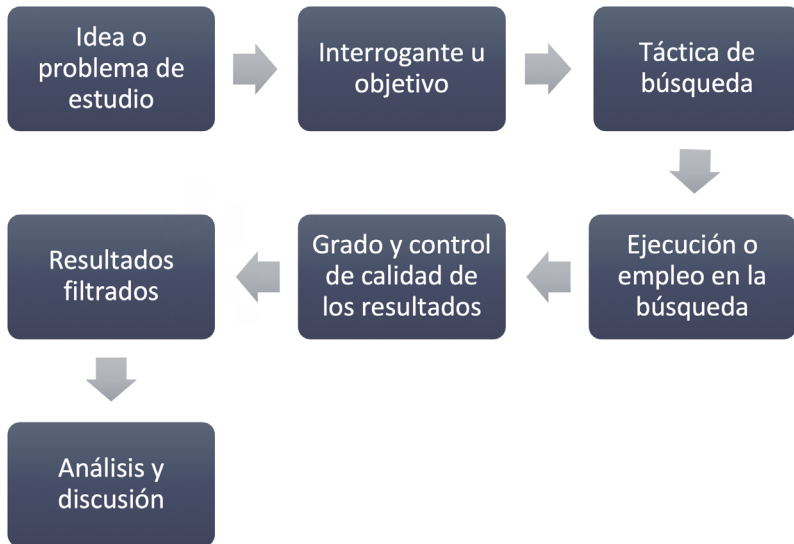 Idea o
problema de
estudio
Interrogante u
objetivo
Táctica de
búsqueda
Ejecución o
empleo en la
búsqueda
Grado y control
de calidad de
los resultados
Resultados
filtrados
Análisis y
discusión